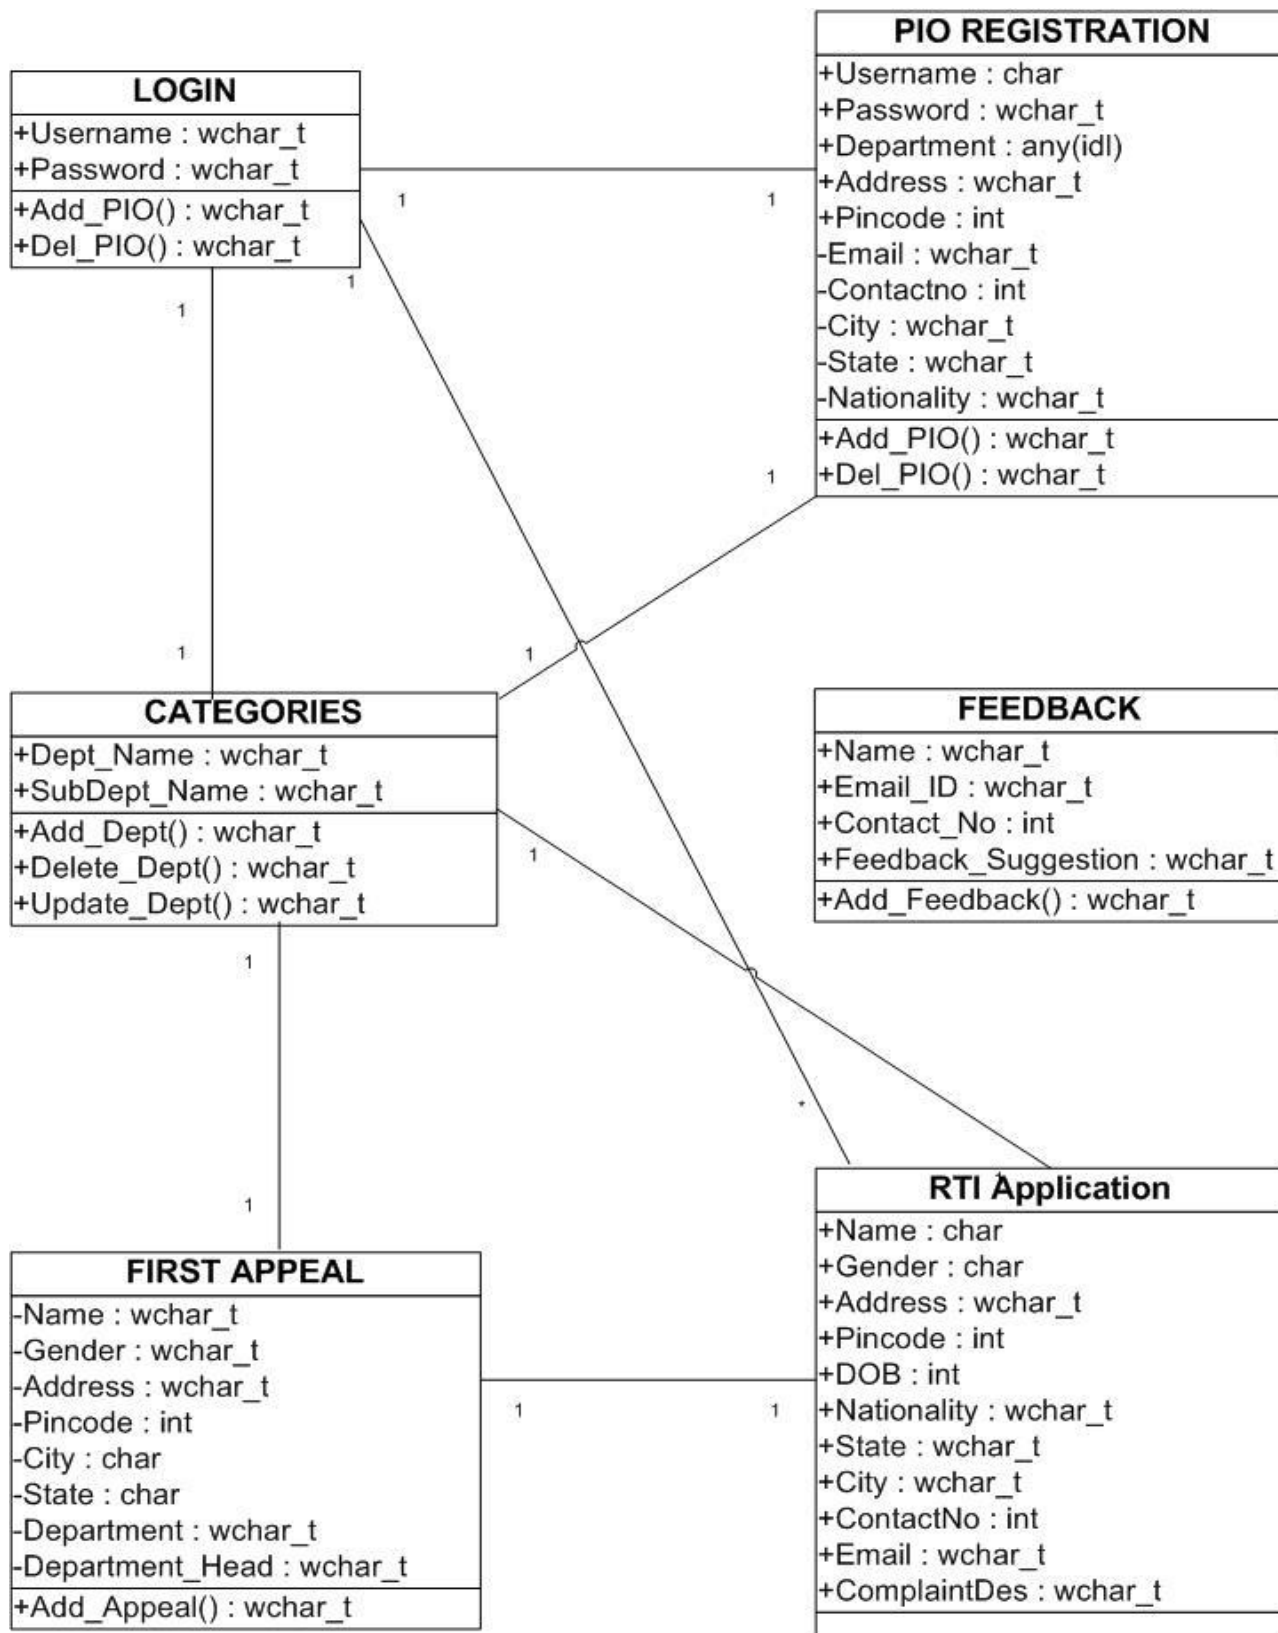 LOGIN
+Username : wchar_t
+Password : wchar_t
+Add_PIO() : wchar_t
+Del_PIO() : wchar_t
PIO REGISTRATION
+Username : char
+Password : wchar_t
+Department : any(idl)
+Address : wchar_t
+Pincode : int
-Email : wchar_t
-Contactno : int
-City : wchar_t
-State : wchar_t
-Nationality : wchar_t
+Add_PIO() : wchar_t
+Del_PIO() : wchar_t
1
1
1
1
1
1
1
CATEGORIES
+Dept_Name : wchar_t
+SubDept_Name : wchar_t
+Add_Dept() : wchar_t
+Delete_Dept() : wchar_t
+Update_Dept() : wchar_t
FEEDBACK
+Name : wchar_t
+Email_ID : wchar_t
+Contact_No : int
+Feedback_Suggestion : wchar_t
+Add_Feedback() : wchar_t
1
1
*
1
FIRST APPEAL
-Name : wchar_t
-Gender : wchar_t
-Address : wchar_t
-Pincode : int
-City : char
-State : char
-Department : wchar_t
-Department_Head : wchar_t
+Add_Appeal() : wchar_t
1
1
1
RTI Application
+Name : char
+Gender : char
+Address : wchar_t
+Pincode : int
+DOB : int
+Nationality : wchar_t
+State : wchar_t
+City : wchar_t
+ContactNo : int
+Email : wchar_t
+ComplaintDes : wchar_t